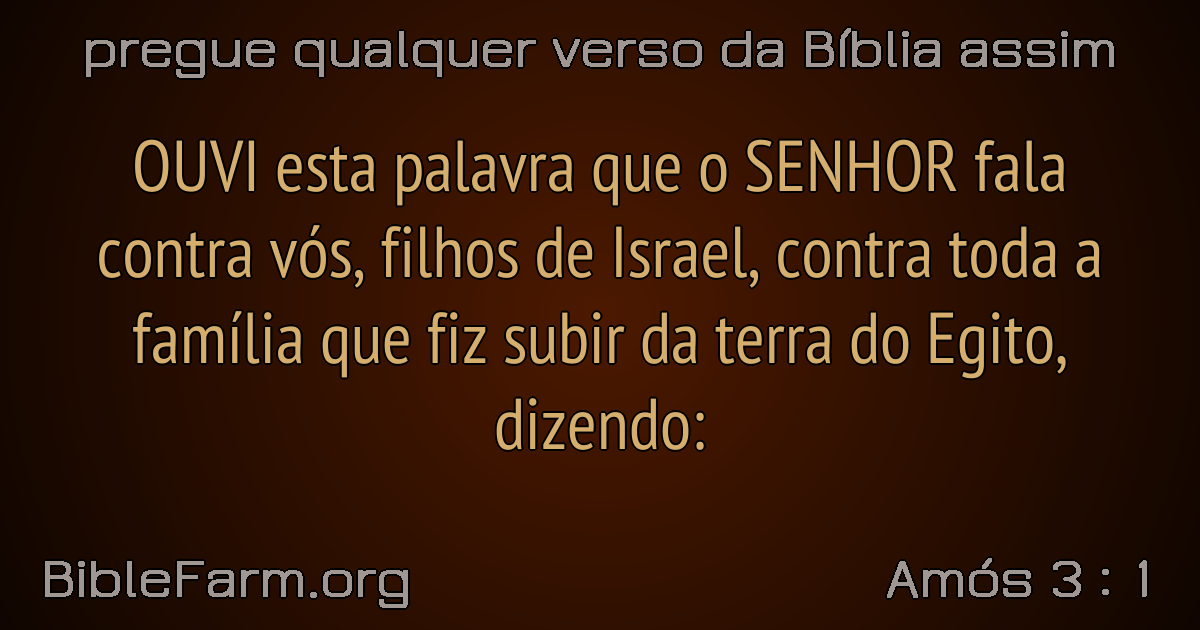 pregue qualquer verso da Bíblia assim
OUVI esta palavra que o SENHOR fala
contra vós, filhos de Israel, contra toda a
família que fiz subir da terra do Egito,
dizendo:
BibleFarm.org
Amós 3 : 1